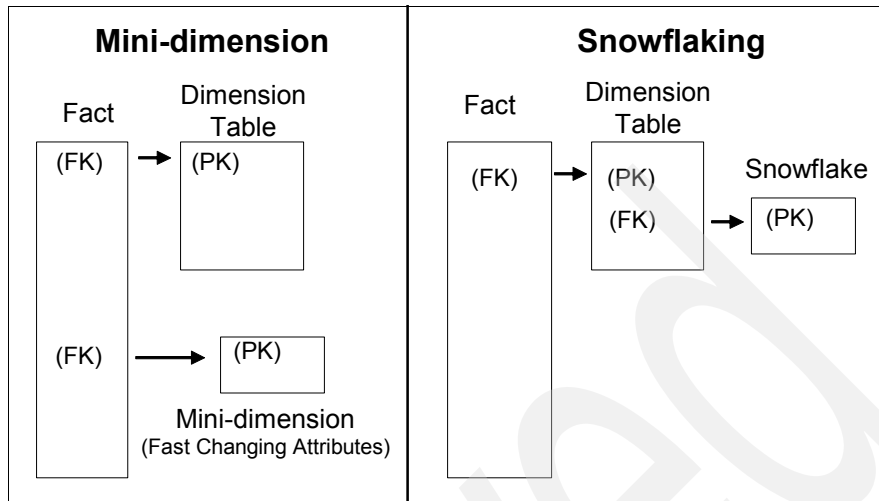 Mini-dimension
Fact
Dimension
Table
(FK)
(PK)
(FK)
(PK)
Mini-dimension
(Fast Changing Attributes)
Snowflaking
Fact
Dimension
Table
Snowflake
(FK)
(PK)
(FK)
(PK)